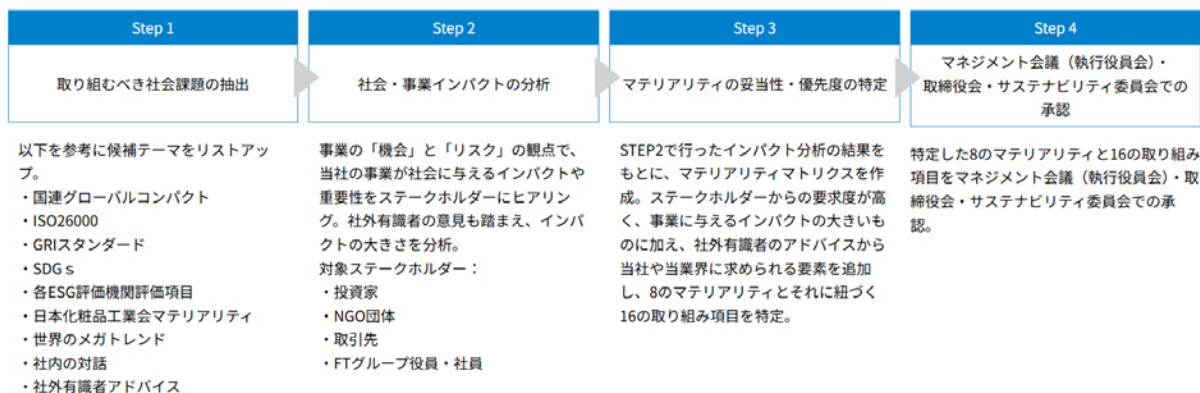 Step 1
取り組むべき社会課題の抽出
以下を参考に候補テーマをリストアッ
プ。
・国連グローバルコンパクト
・ISO26000
・GRIスタンダード
・SDGｓ
・各ESG評価機関評価項目
・日本化粧品工業会マテリアリティ
・世界のメガトレンド
・社内の対話
・社外有識者アドバイス
Step 2
社会・事業インパクトの分析
事業の「機会」と「リスク」の観点で、
当社の事業が社会に与えるインパクトや
重要性をステークホルダーにヒアリン
グ。社外有識者の意見も踏まえ、インパ
クトの大きさを分析。
対象ステークホルダー：
・投資家
・NGO団体
・取引先
・FTグループ役員・社員
Step 3
マテリアリティの妥当性・優先度の特定
STEP2で行ったインパクト分析の結果を
もとに、マテリアリティマトリクスを作
成。ステークホルダーからの要求度が高
く、事業に与えるインパクトの大きいも
のに加え、社外有識者のアドバイスから
当社や当業界に求められる要素を追加
し、8のマテリアリティとそれに紐づく
16の取り組み項目を特定。
Step 4
マネジメント会議（執行役員会）・
取締役会・サステナビリティ委員会での
承認
特定した8のマテリアリティと16の取り組み
項目をマネジメント会議（執行役員会）・取
締役会・サステナビリティ委員会での承
認。